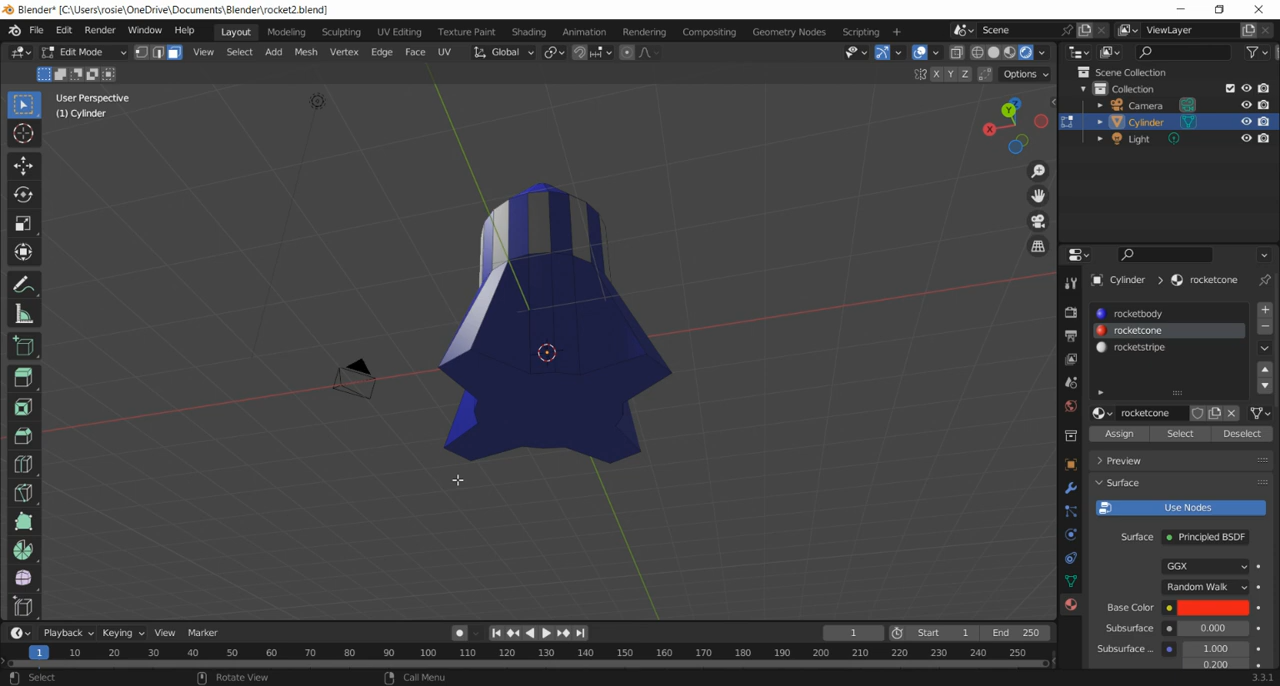 Blender* [C:\Users\rosie\OneDrive\Documents\Blender\rocket2.blend]
File Edit Render Window Help Layout Modeling Sculpting UV Editing Texture Paint Shading Animation Rendering Compositing Geometry Nodes Scripting + Scene ViewLayer
Edit Mode View Select Add Mesh Vertex Edge Face UV Global
X Y Z Options
User Perspective
(1) Cylinder
Y
X
Z
Scene Collection
Collection
Camera
Cylinder
Light
Cylinder > rocketcone
rocketbody
rocketcone
rocketstripe
rocketcone
Assign Select Deselect
Preview
Surface
Use Nodes
Surface Principled BSDF
GGX
Random Walk
Base Color
Subsurface 0.000
Subsurface ... 1.000
0.200
Playback Keying View Marker 1 Start 1 End 250
1 10 20 30 40 50 60 70 80 90 100 110 120 130 140 150 160 170 180 190 200 210 220 230 240 250
Select Rotate View Call Menu 3.3.1